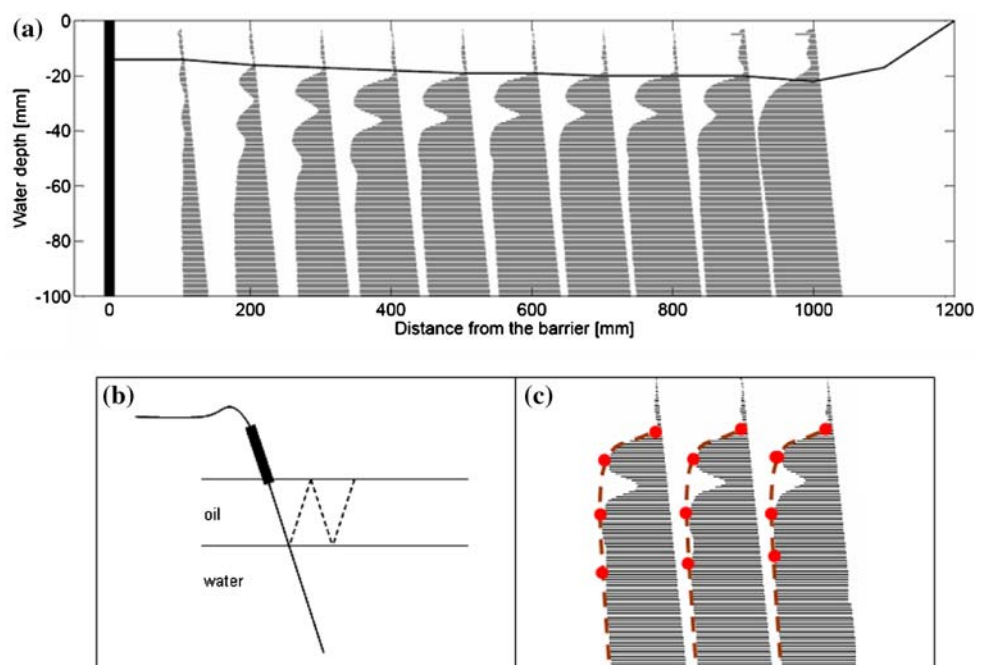 (a)
0
-20
-40
-60
-80
-100
Water depth [mm]
0 200 400 600 800 1000 1200
Distance from the barrier [mm]
(b)
oil
water
(c)